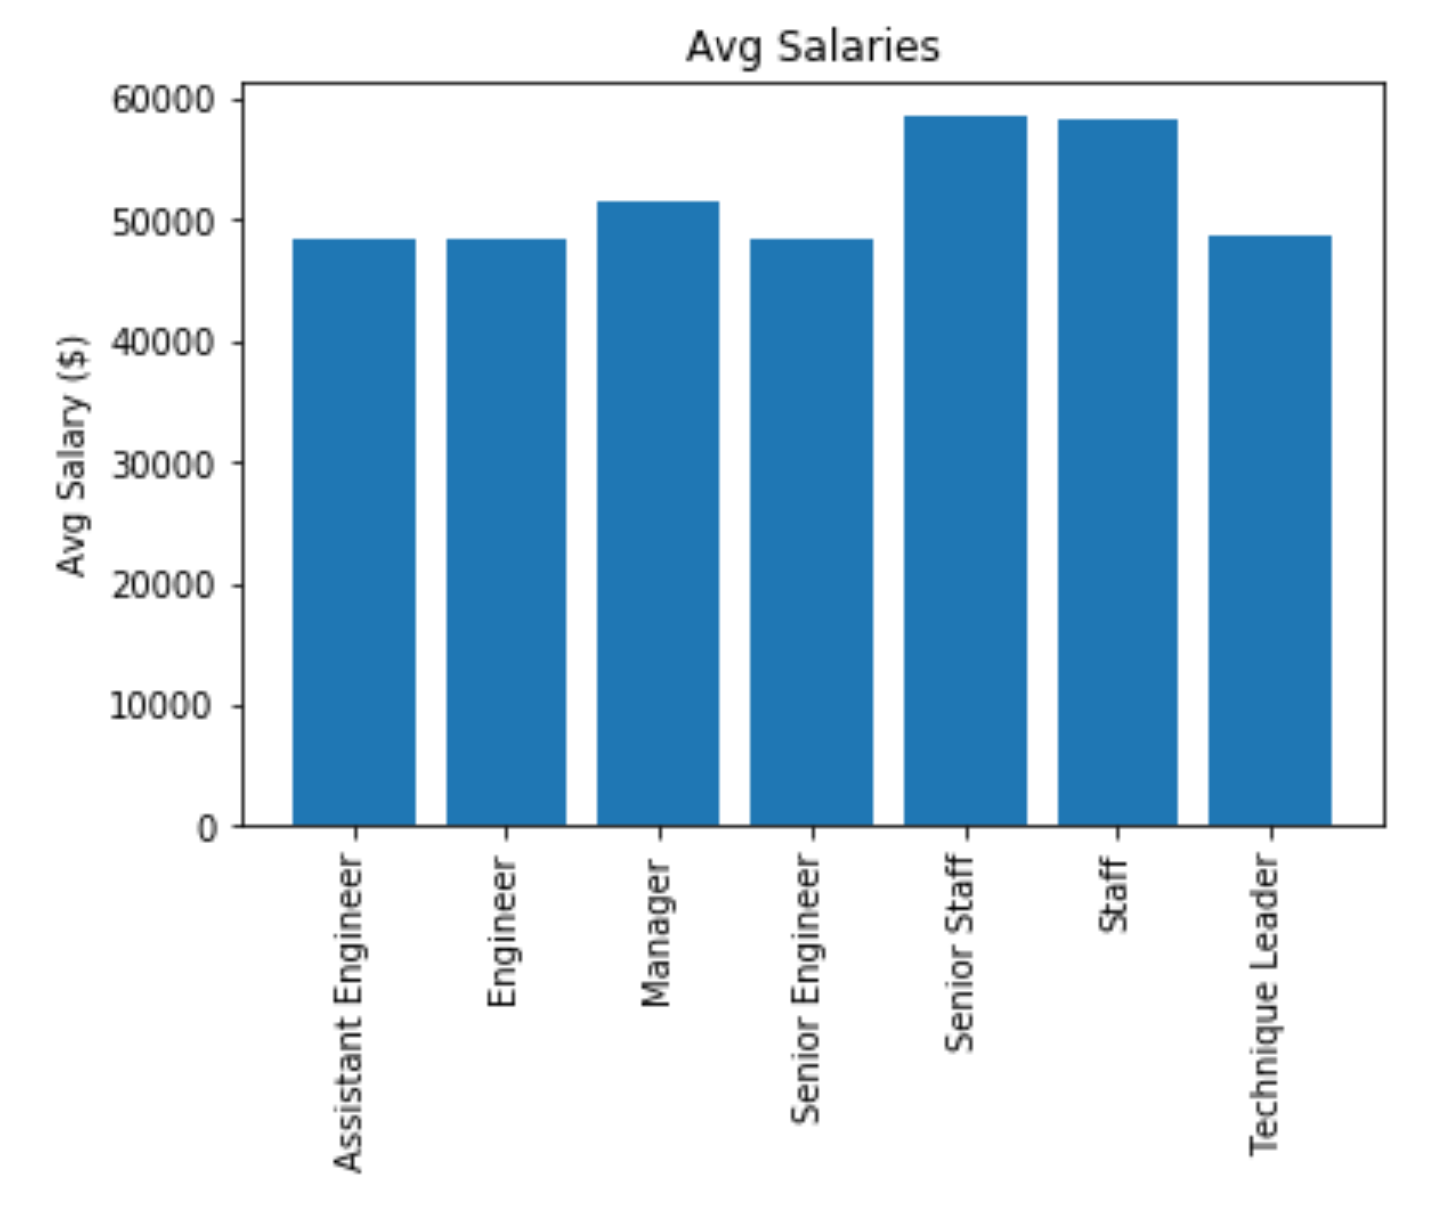 Avg Salaries
Avg Salary ($)
60000
50000
40000
30000
20000
10000
0
Assistant Engineer
Engineer
Manager
Senior Engineer
Senior Staff
Staff
Technique Leader